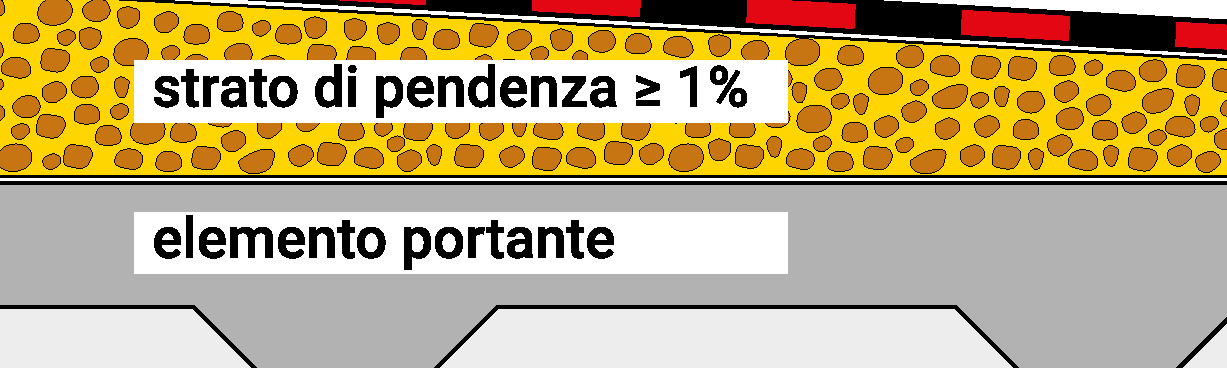 strato di pendenza ≥ 1%
elemento portante